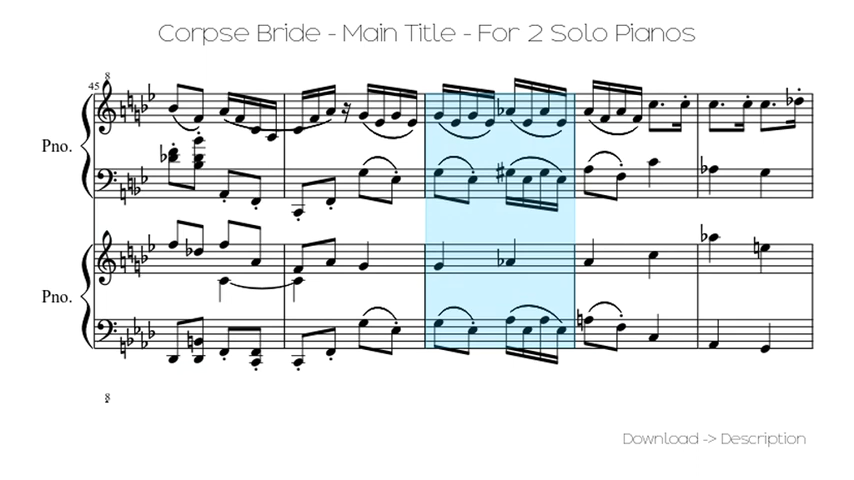 Corpse Bride - Main Title - For 2 Solo Pianos
8
45
Pno.
Pno.
8
Download -> Description